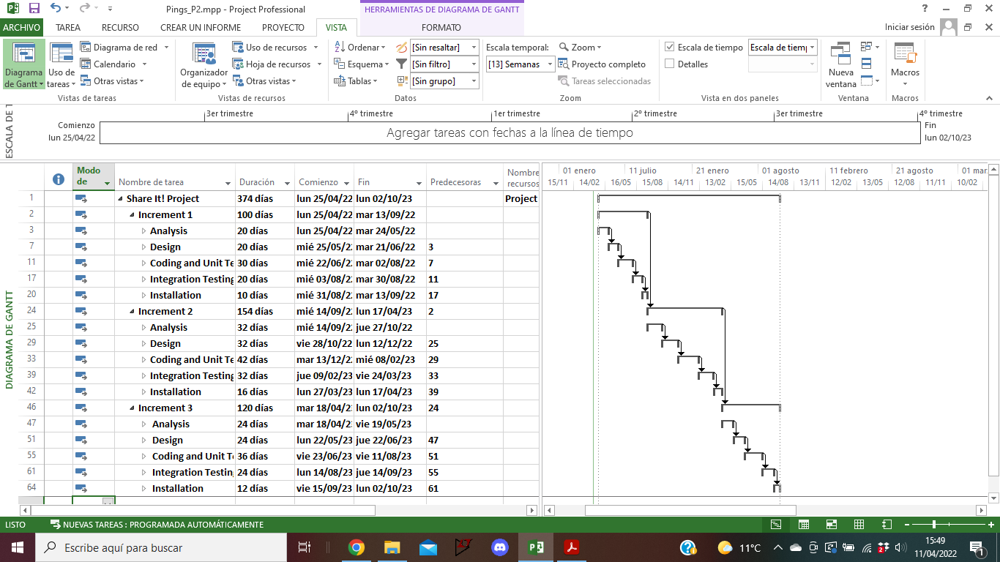 Pings_P2.mpp - Project Professional
HERRAMIENTAS DE DIAGRAMA DE GANTT
?
ARCHIVO TAREA RECURSO CREAR UN INFORME PROYECTO VISTA FORMATO
Iniciar sesión
Diagrama de Gantt
Uso de tareas
Diagrama de red
Calendario
Otras vistas
Vistas de tareas
Organizador de equipo
Uso de recursos
Hoja de recursos
Otras vistas
Vistas de recursos
Ordenar
Esquema
Tablas
[Sin resaltar]
[Sin filtro]
[Sin grupo]
Datos
Escala temporal:
[13] Semanas
Zoom
Proyecto completo
Tareas seleccionadas
Zoom
Escala de tiempo
Detalles
Escala de tiemp
Vista en dos paneles
Nueva ventana
Ventana
Macros
Macros
ESCALA DE T
3er trimestre 4º trimestre 1er trimestre 2º trimestre 3er trimestre 4º trimestre
Comienzo
lun 25/04/22
Agregar tareas con fechas a la línea de tiempo
Fin
lun 02/10/23
DIAGRAMA DE GANTT
Modo de
Nombre de tarea Duración Comienzo Fin Predecesoras Nombre recursos
01 enero 11 julio 21 enero 01 agosto 11 febrero 21 agosto 01 mar
15/11 14/02 16/05 15/08 14/11 13/02 15/05 14/08 13/11 12/02 13/05 12/08 11/11 10/02
1 Share It! Project 374 días lun 25/04/22 lun 02/10/23 Project
2 Increment 1 100 días lun 25/04/22 mar 13/09/22
3 Analysis 20 días lun 25/04/22 mar 24/05/22
7 Design 20 días mié 25/05/22 mar 21/06/22 3
11 Coding and Unit Te 30 días mié 22/06/22 mar 02/08/22 7
17 Integration Testing 20 días mié 03/08/22 mar 30/08/22 11
20 Installation 10 días mié 31/08/22 mar 13/09/22 17
24 Increment 2 154 días mié 14/09/22 lun 17/04/23 2
25 Analysis 32 días mié 14/09/22 jue 27/10/22
29 Design 32 días vie 28/10/22 lun 12/12/22 25
33 Coding and Unit Te 42 días mar 13/12/22 mié 08/02/23 29
39 Integration Testing 32 días jue 09/02/23 vie 24/03/23 33
42 Installation 16 días lun 27/03/23 lun 17/04/23 39
46 Increment 3 120 días mar 18/04/23 lun 02/10/23 24
47 Analysis 24 días mar 18/04/23 vie 19/05/23
51 Design 24 días lun 22/05/23 jue 22/06/23 47
55 Coding and Unit T 36 días vie 23/06/23 vie 11/08/23 51
61 Integration Testin 24 días lun 14/08/23 jue 14/09/23 55
64 Installation 12 días vie 15/09/23 lun 02/10/23 61
LISTO NUEVAS TAREAS : PROGRAMADA AUTOMÁTICAMENTE
Escribe aquí para buscar
11°C
15:49
11/04/2022
1